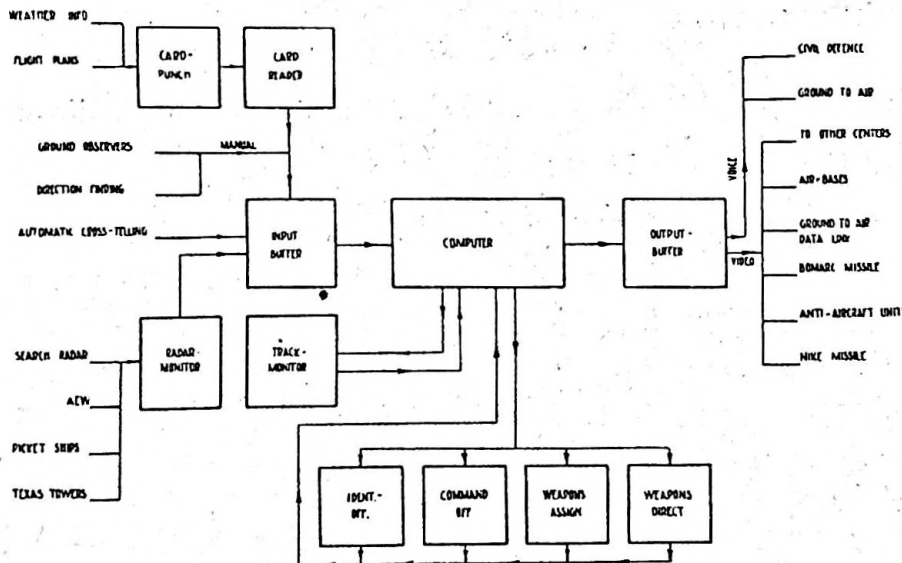 WEATHER INFO
FLIGHT PLANS
CARD-
PUNCH
CARD
READER
CIVIL DEFENCE
GROUND TO AIR
GROUND OBSERVERS
MANUAL
DIRECTION FINDING
VOICE
TO OTHER CENTERS
AIR-BASES
AUTOMATIC CROSS-TELLING
INPUT
BUFFER
COMPUTER
OUTPUT-
BUFFER
VIDEO
GROUND TO AIR
DATA LINK
BOMARC MISSILE
ANTI-AIRCRAFT UNIT
NIKE MISSILE
SEARCH RADAR
RADAR-
MONITOR
TRACK-
MONITOR
AEW
PICKET SHIPS
TEXAS TOWERS
IDENT.-
OFF.
COMMAND
OFF
WEAPONS
ASSIGN
WEAPONS
DIRECT